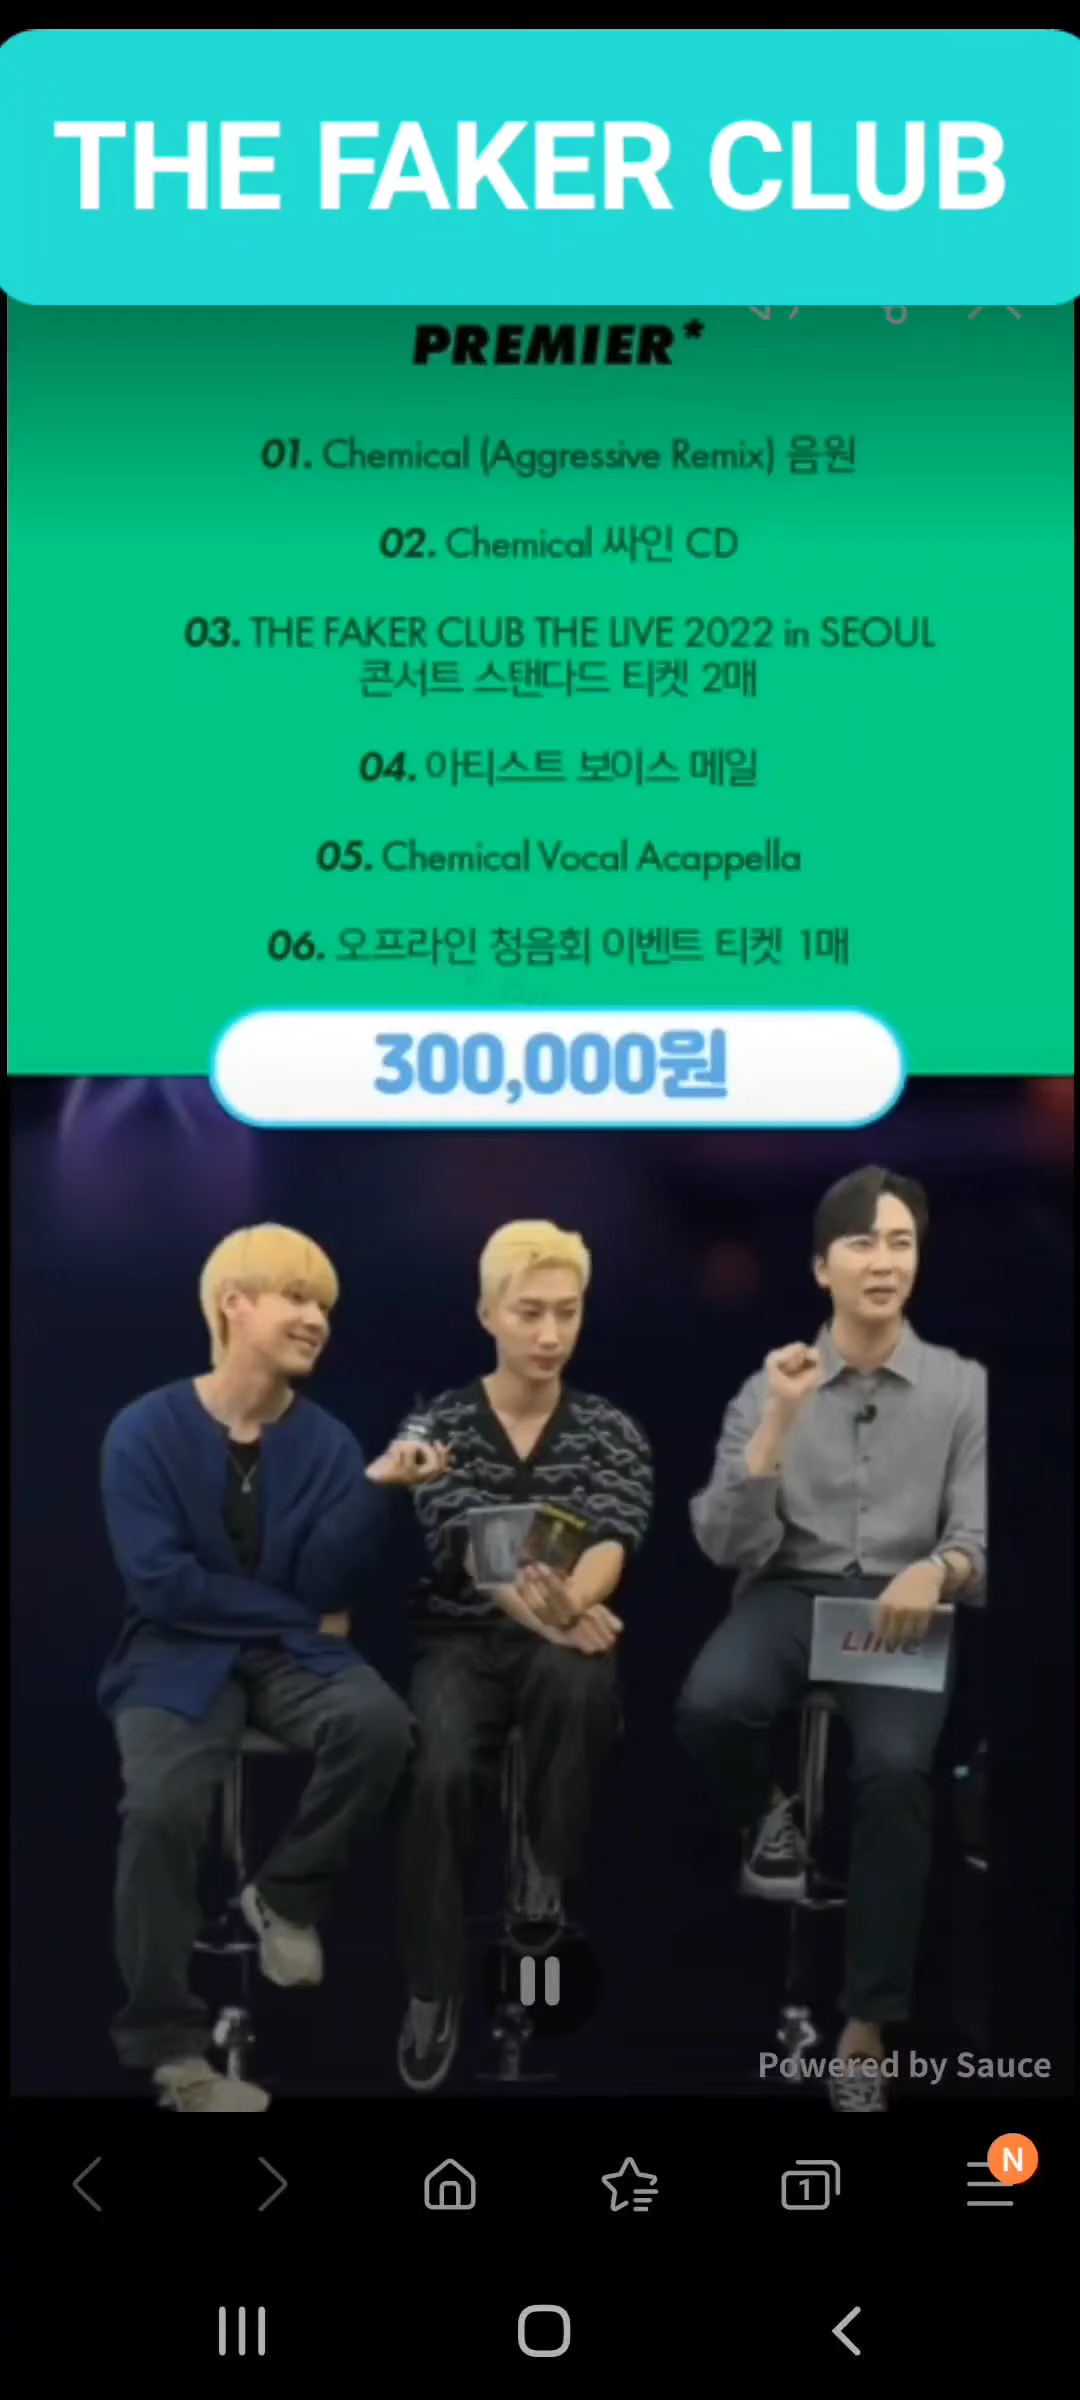 THE FAKER CLUB
PREMIER*
01. Chemical (Aggressive Remix) 음원
02. Chemical 싸인 CD
03. THE FAKER CLUB THE LIVE 2022 in SEOUL
콘서트 스탠다드 티켓 2매
04. 아티스트 보이스 메일
05. Chemical Vocal Acappella
06. 오프라인 청음회 이벤트 티켓 1매
300,000원
LIIVE
Powered by Sauce
1
N